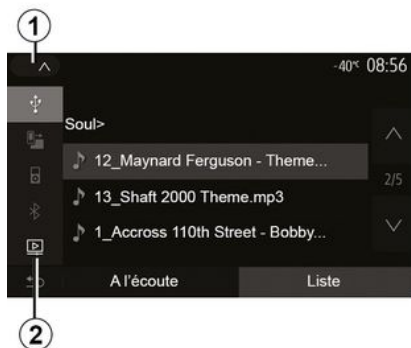 1
-40°C 08:56
Soul>
12_Maynard Ferguson - Theme...
13_Shaft 2000 Theme.mp3
2/5
1_Accross 110th Street - Bobby...
A l'écoute Liste
2